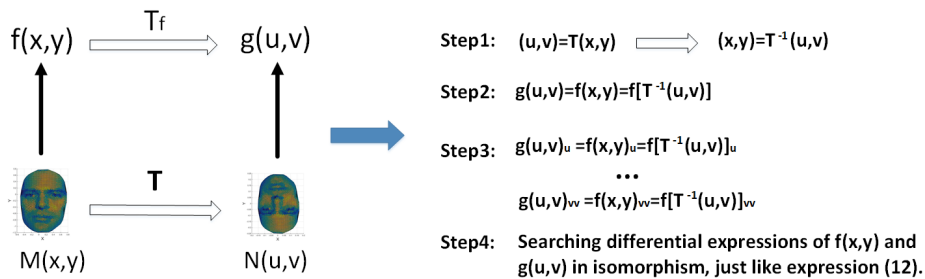 T_f
f(x,y)
g(u,v)
T
M(x,y)
N(u,v)
Step1: (u,v)=T(x,y) (x,y)=T⁻¹(u,v)
Step2: g(u,v)=f(x,y)=f[T⁻¹(u,v)]
Step3: g(u,v)ᵤ =f(x,y)ᵤ=f[T⁻¹(u,v)]ᵤ
...
g(u,v)ᵥᵥ =f(x,y)ᵥᵥ=f[T⁻¹(u,v)]ᵥᵥ
Step4: Searching differential expressions of f(x,y) and
g(u,v) in isomorphism, just like expression (12).